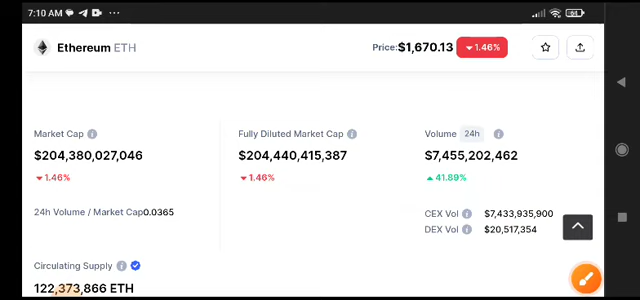 7:10 AM
64
Ethereum ETH
Price:$1,670.13 1.46%
Market Cap
Fully Diluted Market Cap
Volume 24h
$204,380,027,046
$204,440,415,387
$7,455,202,462
1.46%
1.46%
41.89%
24h Volume / Market Cap0.0365
CEX Vol $7,433,935,900
DEX Vol $20,517,354
Circulating Supply
122,373,866 ETH